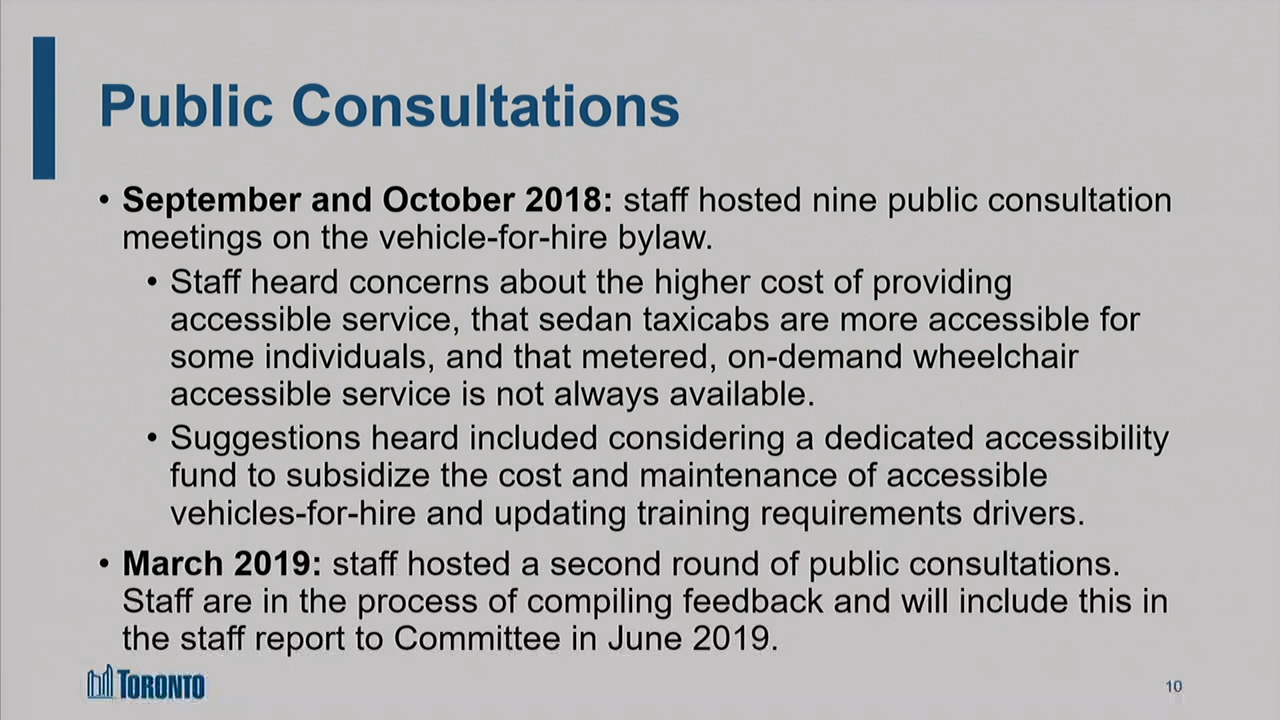 Public Consultations
• September and October 2018: staff hosted nine public consultation
meetings on the vehicle-for-hire bylaw.
• Staff heard concerns about the higher cost of providing
accessible service, that sedan taxicabs are more accessible for
some individuals, and that metered, on-demand wheelchair
accessible service is not always available.
• Suggestions heard included considering a dedicated accessibility
fund to subsidize the cost and maintenance of accessible
vehicles-for-hire and updating training requirements drivers.
• March 2019: staff hosted a second round of public consultations.
Staff are in the process of compiling feedback and will include this in
the staff report to Committee in June 2019.
TORONTO
10